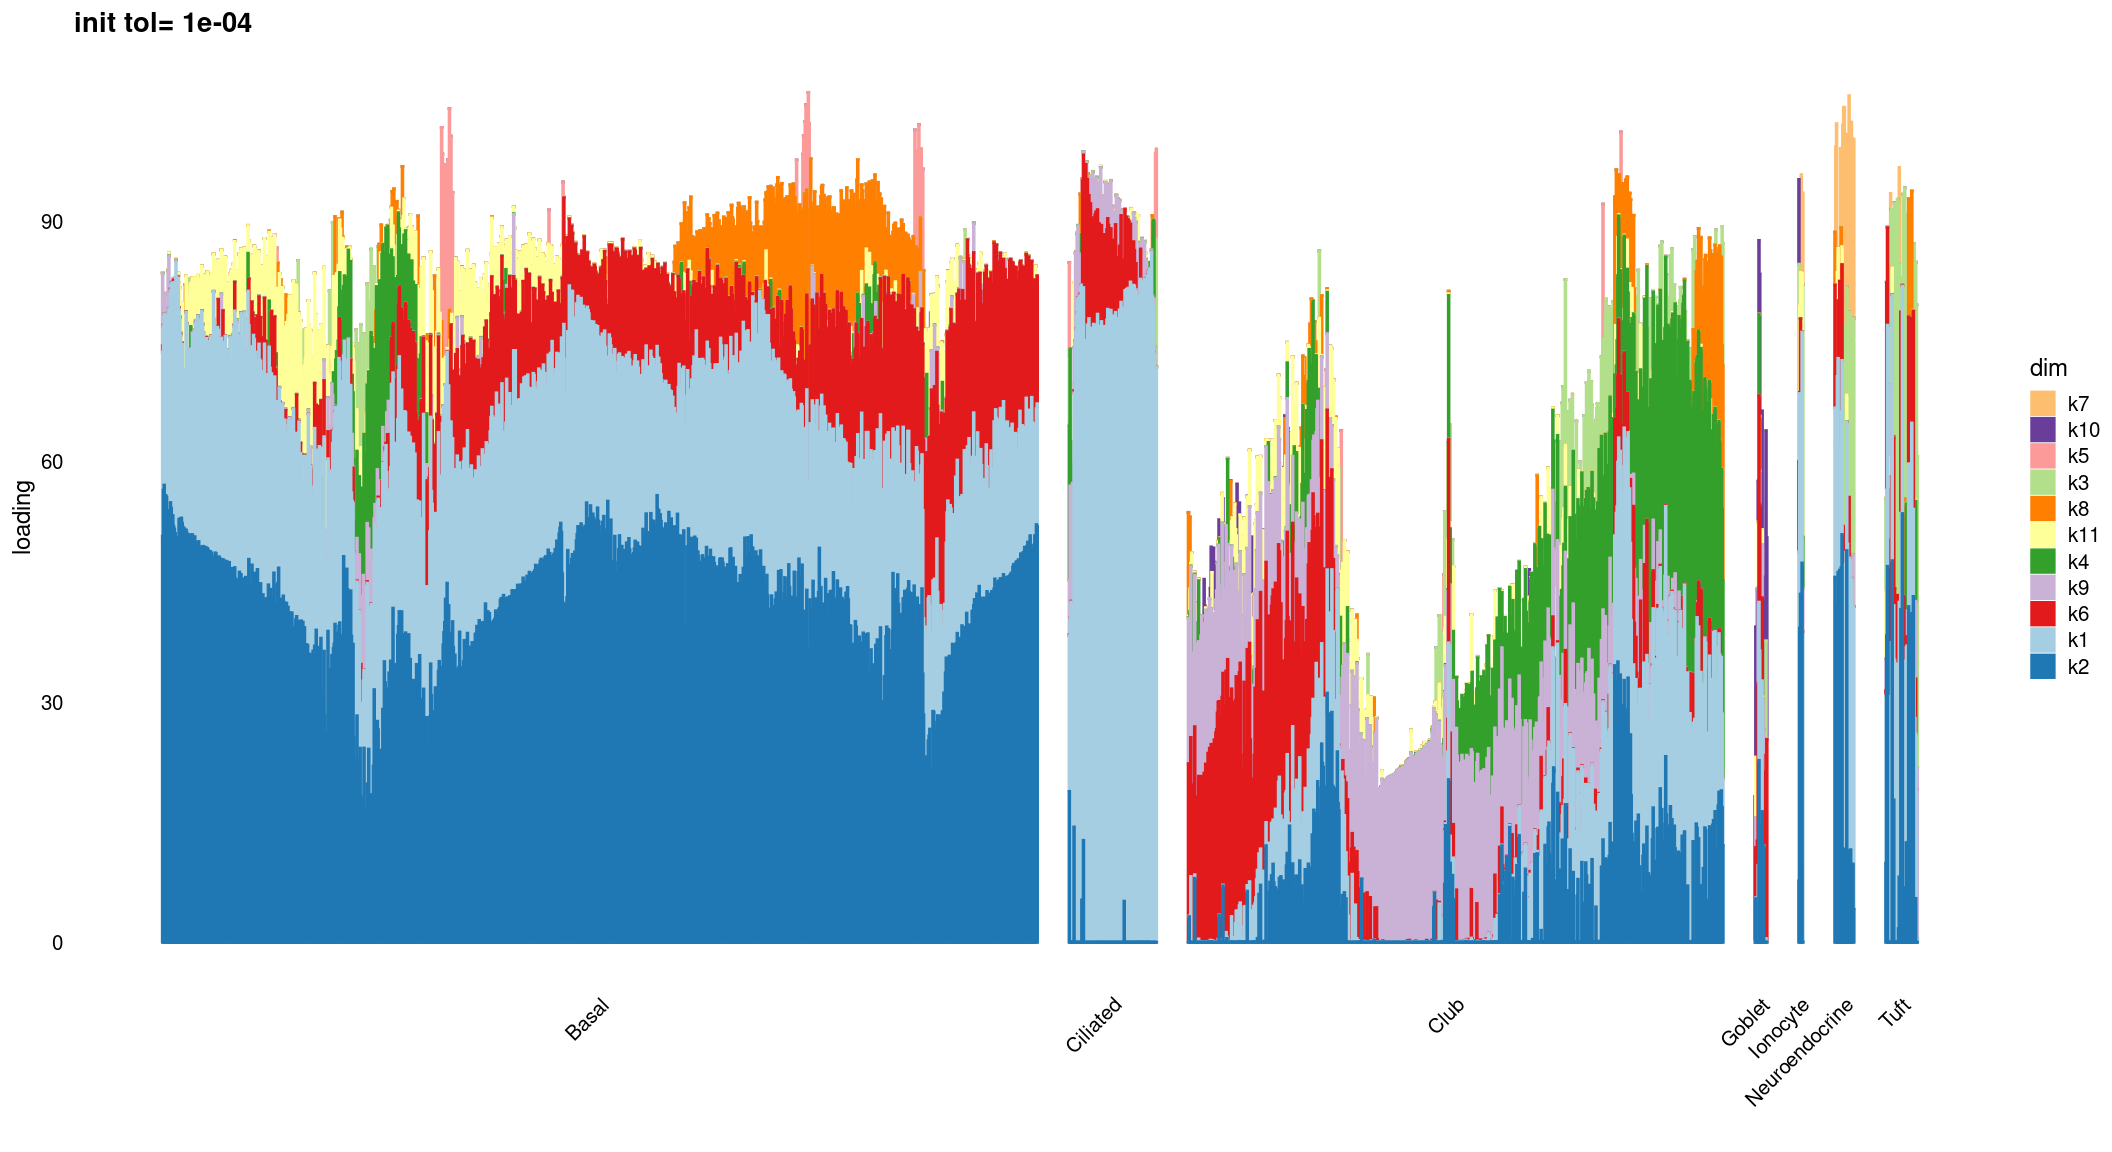 init tol= 1e-04
loading
90
60
30
0
Basal
Ciliated
Club
Goblet
Ionocyte
Neuroendocrine
Tuft
dim
k7
k10
k5
k3
k8
k11
k4
k9
k6
k1
k2